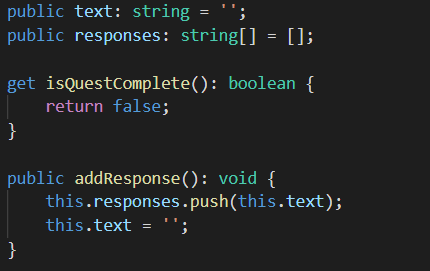 public text: string = '';
public responses: string[] = [];
get isQuestComplete(): boolean {
return false;
}
public addResponse(): void {
this.responses.push(this.text);
this.text = '';
}